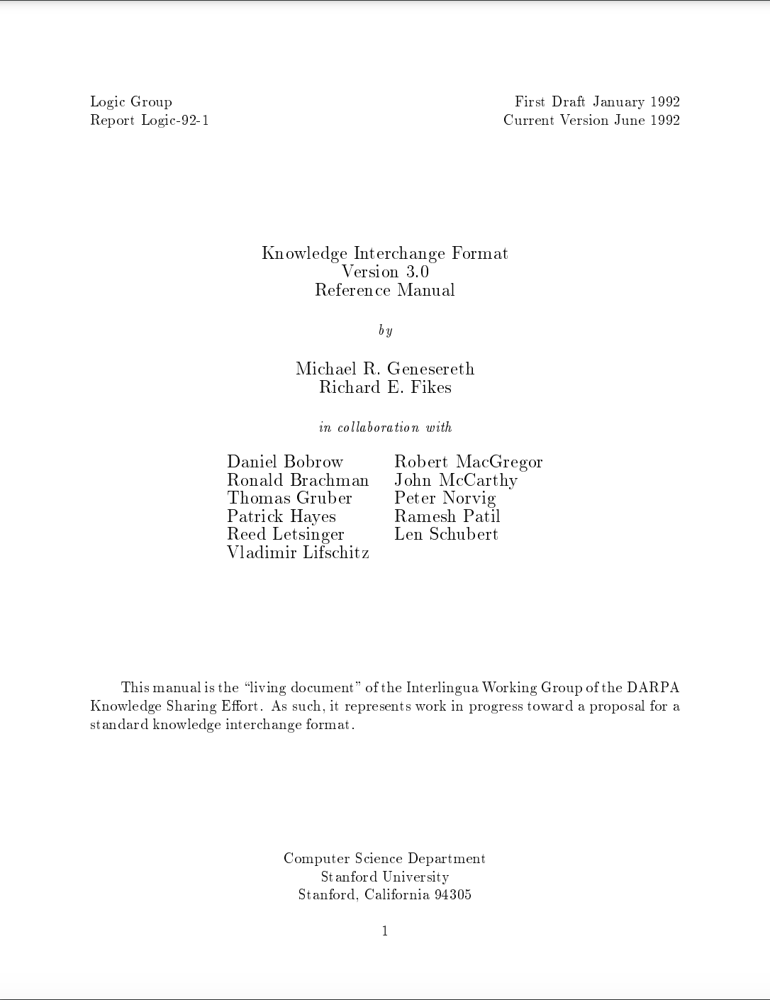 Logic Group
Report Logic-92-1
First Draft January 1992
Current Version June 1992
Knowledge Interchange Format
Version 3.0
Reference Manual
by
Michael R. Genesereth
Richard E. Fikes
in collaboration with
Daniel Bobrow
Ronald Brachman
Thomas Gruber
Patrick Hayes
Reed Letsinger
Vladimir Lifschitz
Robert MacGregor
John McCarthy
Peter Norvig
Ramesh Patil
Len Schubert
This manual is the “living document” of the Interlingua Working Group of the DARPA
Knowledge Sharing Effort. As such, it represents work in progress toward a proposal for a
standard knowledge interchange format.
Computer Science Department
Stanford University
Stanford, California 94305
1